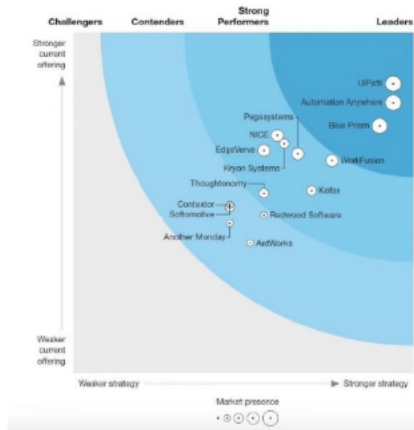 Challengers
Contenders
Strong
Performers
Leaders
Stronger
current
offering
UiPath
Automation Anywhere
Pegasystems
Blue Prism
NICE
EdgeVerve
WorkFusion
Kryon Systems
Thoughtonomy
Kofax
Contextor
Softomotive
Redwood Software
Another Monday
AntWorks
Weaker
current
offering
Weaker strategy
Stronger strategy
Market presence